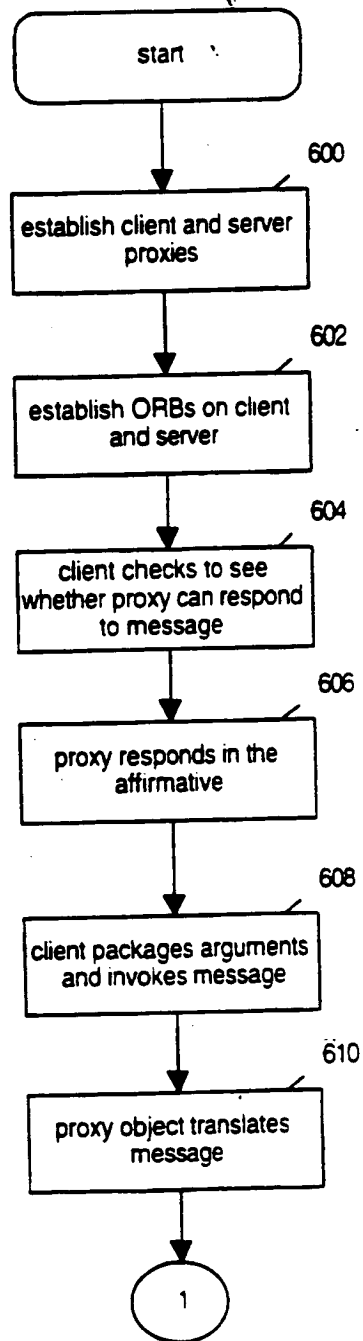 start
600
establish client and server
proxies
602
establish ORBs on client
and server
604
client checks to see
whether proxy can respond
to message
606
proxy responds in the
affirmative
608
client packages arguments
and invokes message
610
proxy object translates
message
1